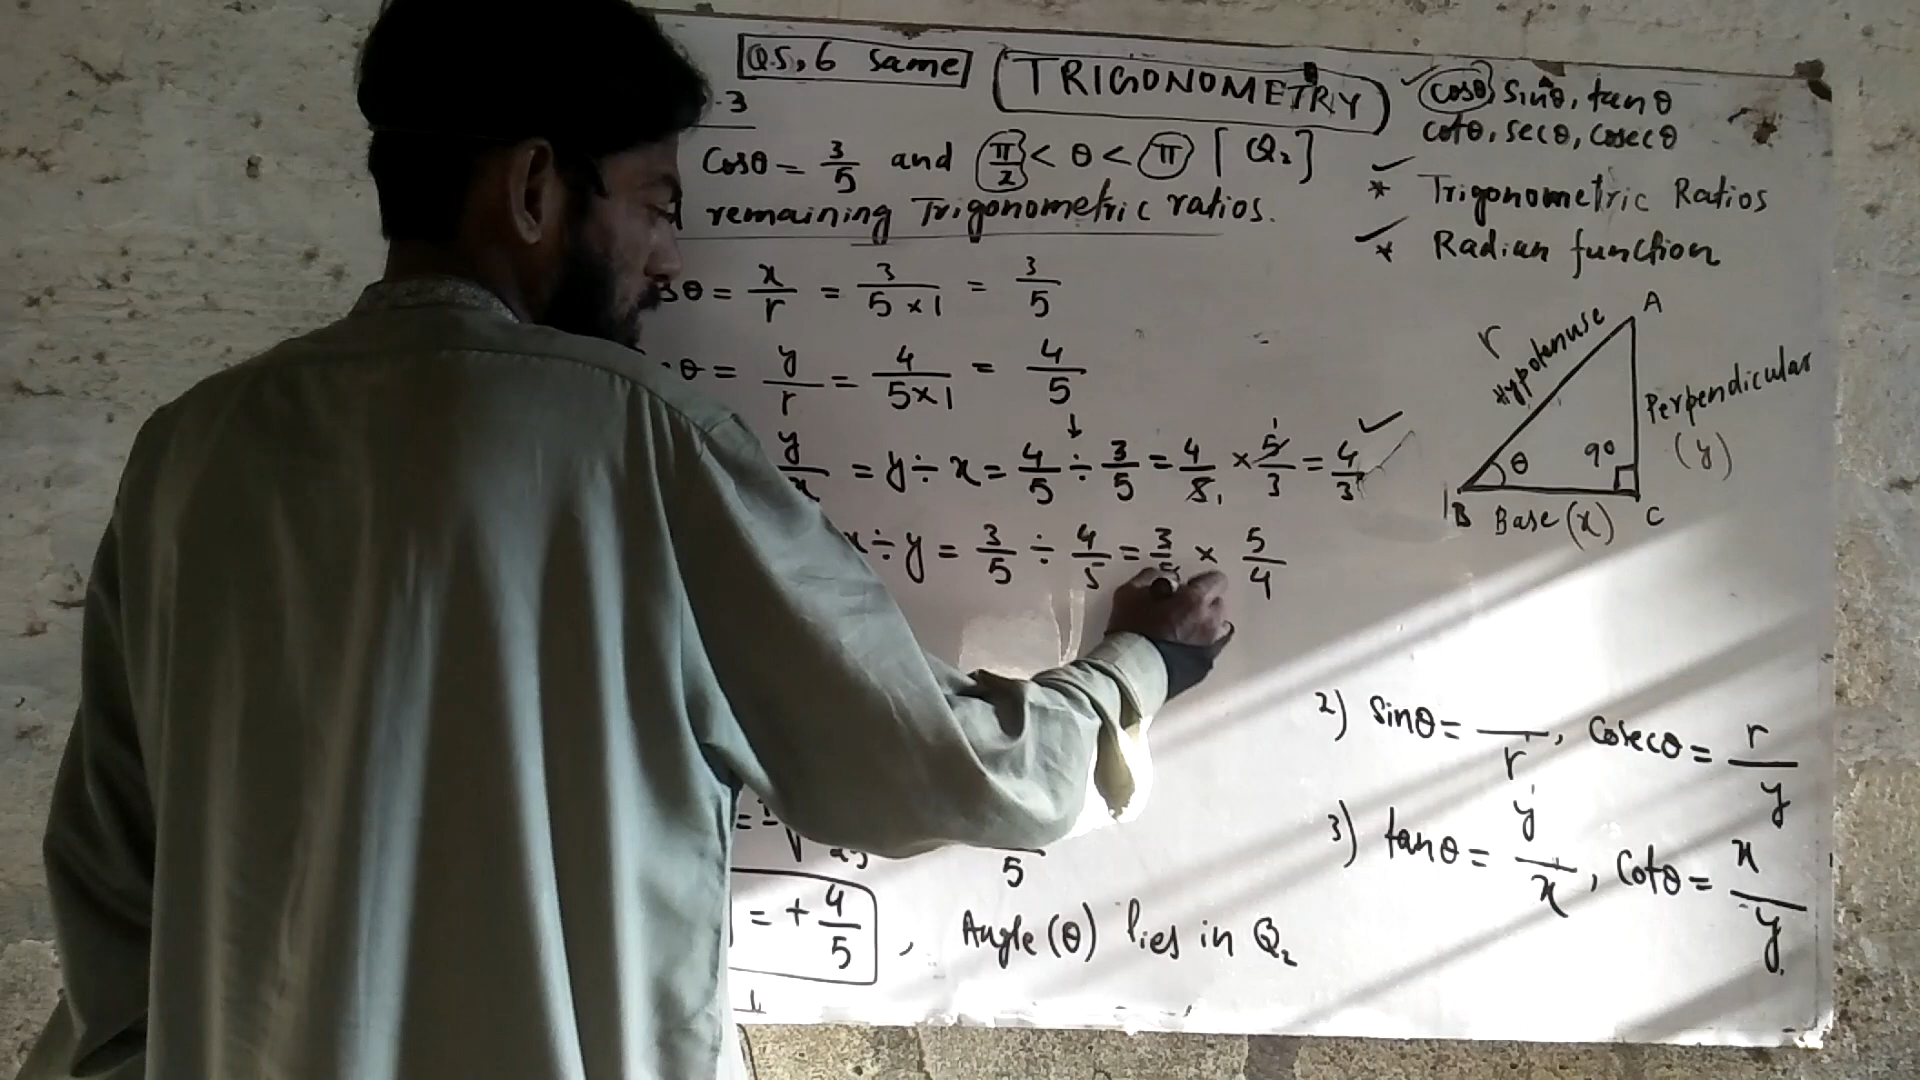 Q.5,6 Same
TRIGONOMETRY
cosθ, sinθ, tanθ
cotθ, secθ, cosecθ
* Trigonometric Ratios
* Radian function
.3
Cosθ = 3/5 and π/2 < θ < π [Q₂]
remaining Trigonometric ratios.
θ = x/r = 3/5×1 = 3/5
θ = y/r = 4/5×1 = 4/5
y/x = y ÷ x = 4/5 ÷ 3/5 = 4/5, × 5/3 = 4/3
x ÷ y = 3/5 ÷ 4/5 = 3/5 × 5/4
5
= + 4/5 , Angle (θ) lies in Q₂
A
r
Hypotenuse
Perpendicular
(y)
θ
90
B
Base (x)
C
2) Sinθ = /r, Cosecθ = r/y
3) tanθ = y/x, Cotθ = x/y